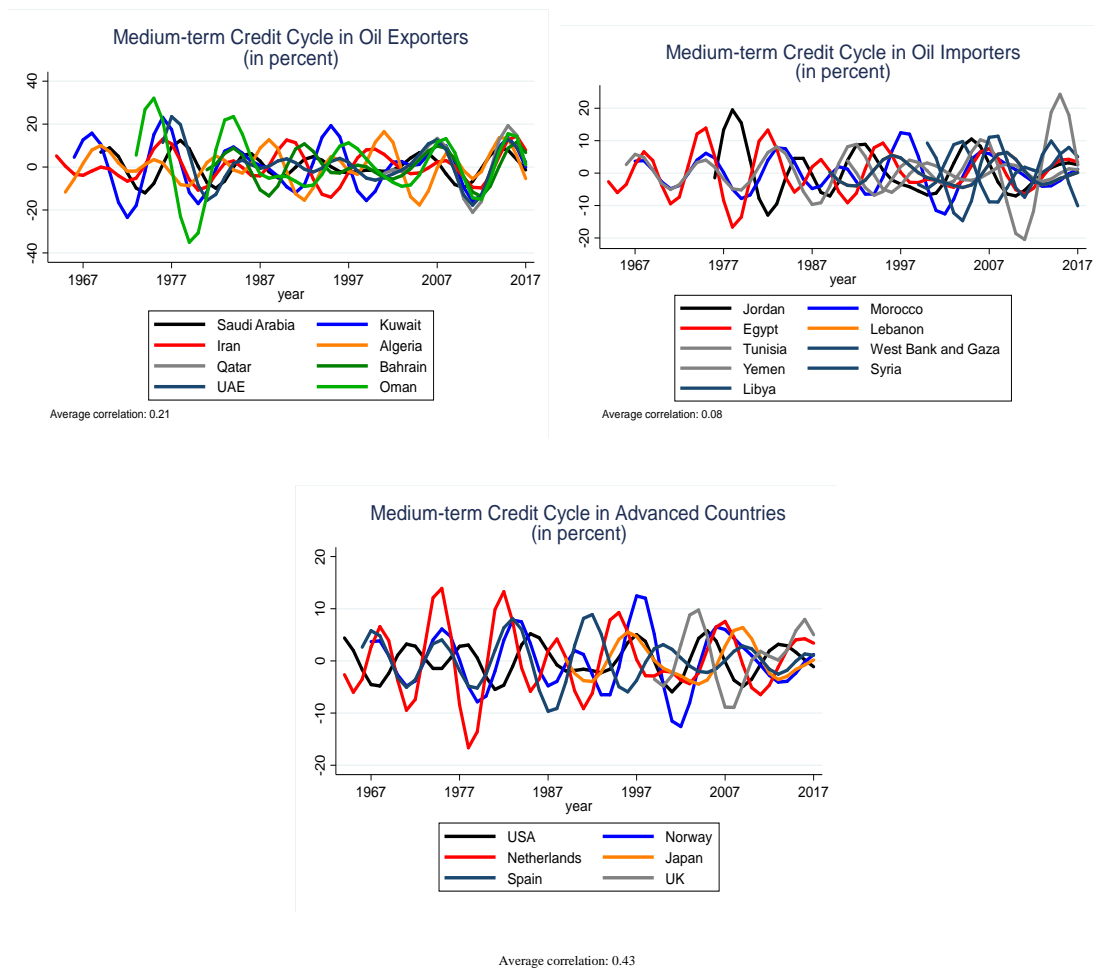 Medium-term Credit Cycle in Oil Exporters
(in percent)
40
20
0
-20
-40
1967 1977 1987 1997 2007 2017
year
Saudi Arabia Kuwait
Iran Algeria
Qatar Bahrain
UAE Oman
Average correlation: 0.21
Medium-term Credit Cycle in Oil Importers
(in percent)
20
10
0
-10
-20
1967 1977 1987 1997 2007 2017
year
Jordan Morocco
Egypt Lebanon
Tunisia West Bank and Gaza
Yemen Syria
Libya
Average correlation: 0.08
Medium-term Credit Cycle in Advanced Countries
(in percent)
20
10
0
-10
-20
1967 1977 1987 1997 2007 2017
year
USA Norway
Netherlands Japan
Spain UK
Average correlation: 0.43